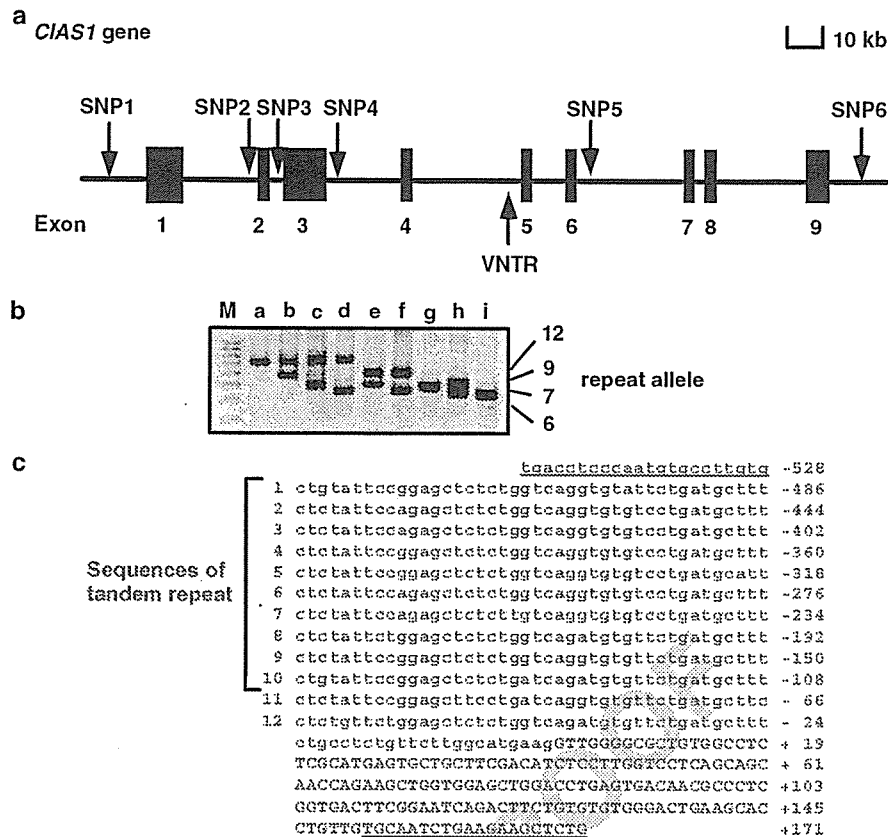 a
CIAS1 gene
10 kb
SNP1 SNP2 SNP3 SNP4 SNP5 SNP6
Exon 1 2 3 4 5 6 7 8 9
VNTR
b
M a b c d e f g h i
12
9
repeat allele
7
6
c
tgacctcccaatgtgccttgtg -528
1 ctgtattccggagctctctggtcaggtgtattctgatgcttt -486
2 ctctattccagagctctctggtcaggtgtgtcctgatgcttt -444
3 ctctattccagagctctctggtcaggtgtgtcctgatgcttt -402
4 ctctattccggagctctctggtcaggtgtgtcctgatgcttt -360
5 ctctattccggagctctctggtcaggtgtgtcctgatgcatt -318
Sequences of
tandem repeat
6 ctctattccagagctctctggtcaggtgtgtcctgatgcttt -276
7 ctctattccagagctctcttgtcaggtgtgtcctgatgcttt -234
8 ctctattctggagctctctggtcagatgtgttctgatgcttt -192
9 ctctattccggagctctctggtcaggtgtgttctgatgcttt -150
10 ctgtattccggagctctctgatcagatgtgttctgatgcttt -108
11 ctctattccggagcttcctgatcaggtgtgttctgatgcttc - 66
12 ctctgttctggagctctctggtcagatgtgttctgatgcttt - 24
ctgcctctgttcttggcatgaagGTTGGGGCGCTGTGGCCTC + 19
TCGCATGAGTGCTGCTTCGACATCTCCTTGGTCCTCAGCAGC + 61
AACCAGAAGCTGGTGGAGCTGGACCTGAGTGACAACGCCCTC +103
GGTGACTTCGGAATCAGACTTCTGTGTGTGGGACTGAAGCAC +145
CTGTTGTGCAATCTGAAGAAGCTCTG +171